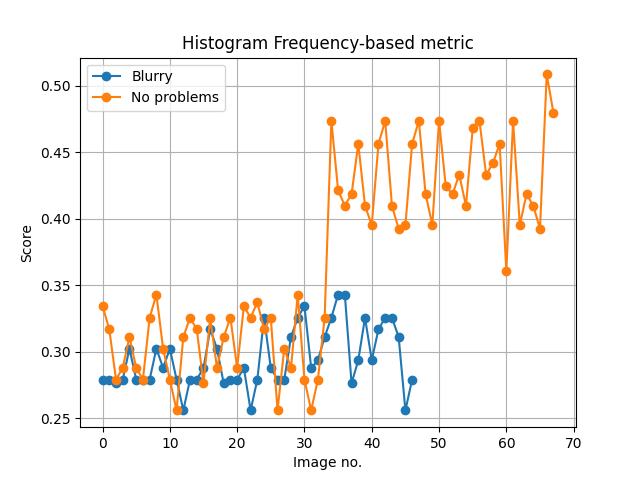 Histogram Frequency-based metric
Blurry
No problems
0.50
0.45
0.40
0.35
0.30
0.25
Score
0 10 20 30 40 50 60 70
Image no.